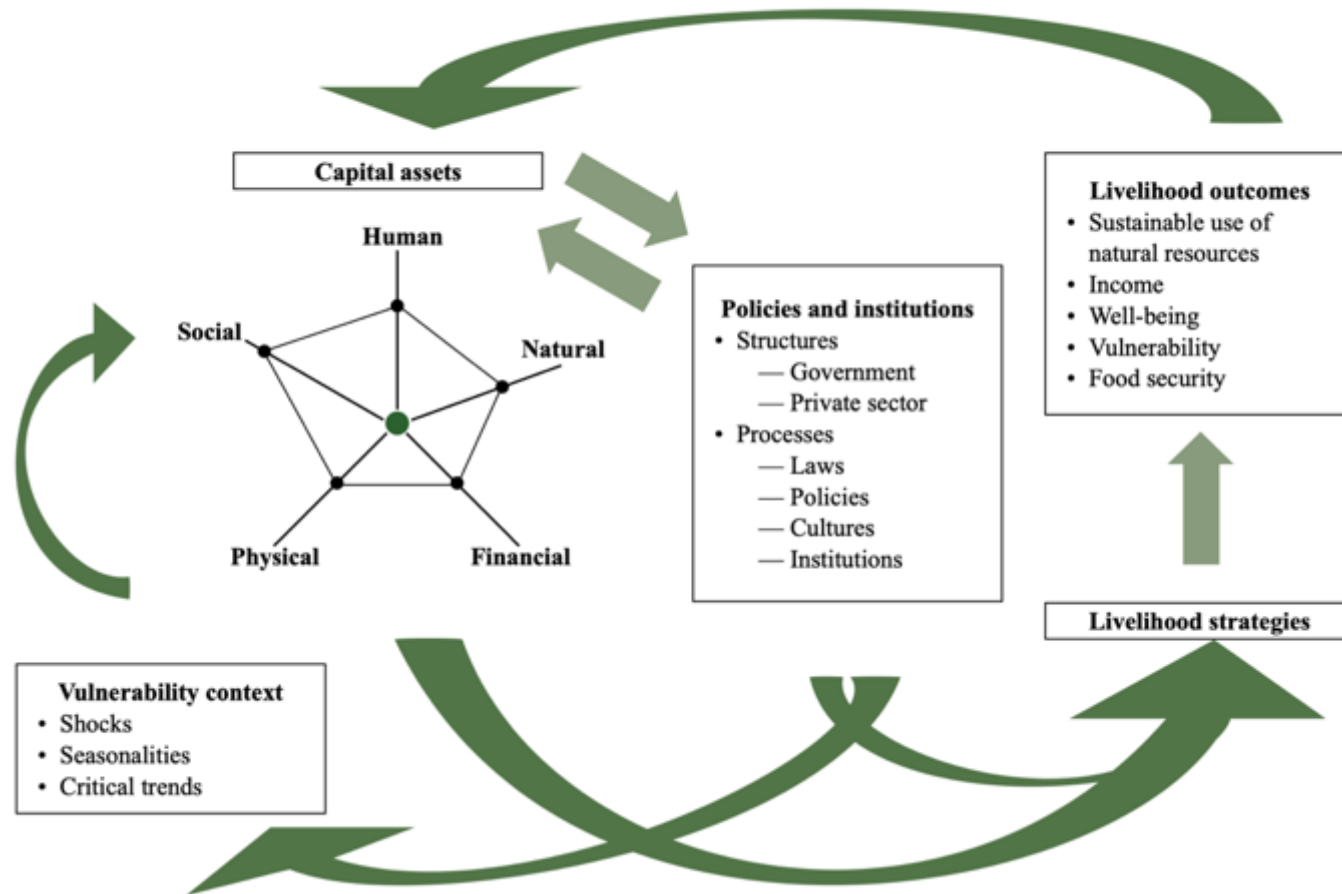 Capital assets
Human
Social
Natural
Physical
Financial
Policies and institutions
• Structures
— Government
— Private sector
• Processes
— Laws
— Policies
— Cultures
— Institutions
Livelihood outcomes
• Sustainable use of
natural resources
• Income
• Well-being
• Vulnerability
• Food security
Livelihood strategies
Vulnerability context
• Shocks
• Seasonalities
• Critical trends